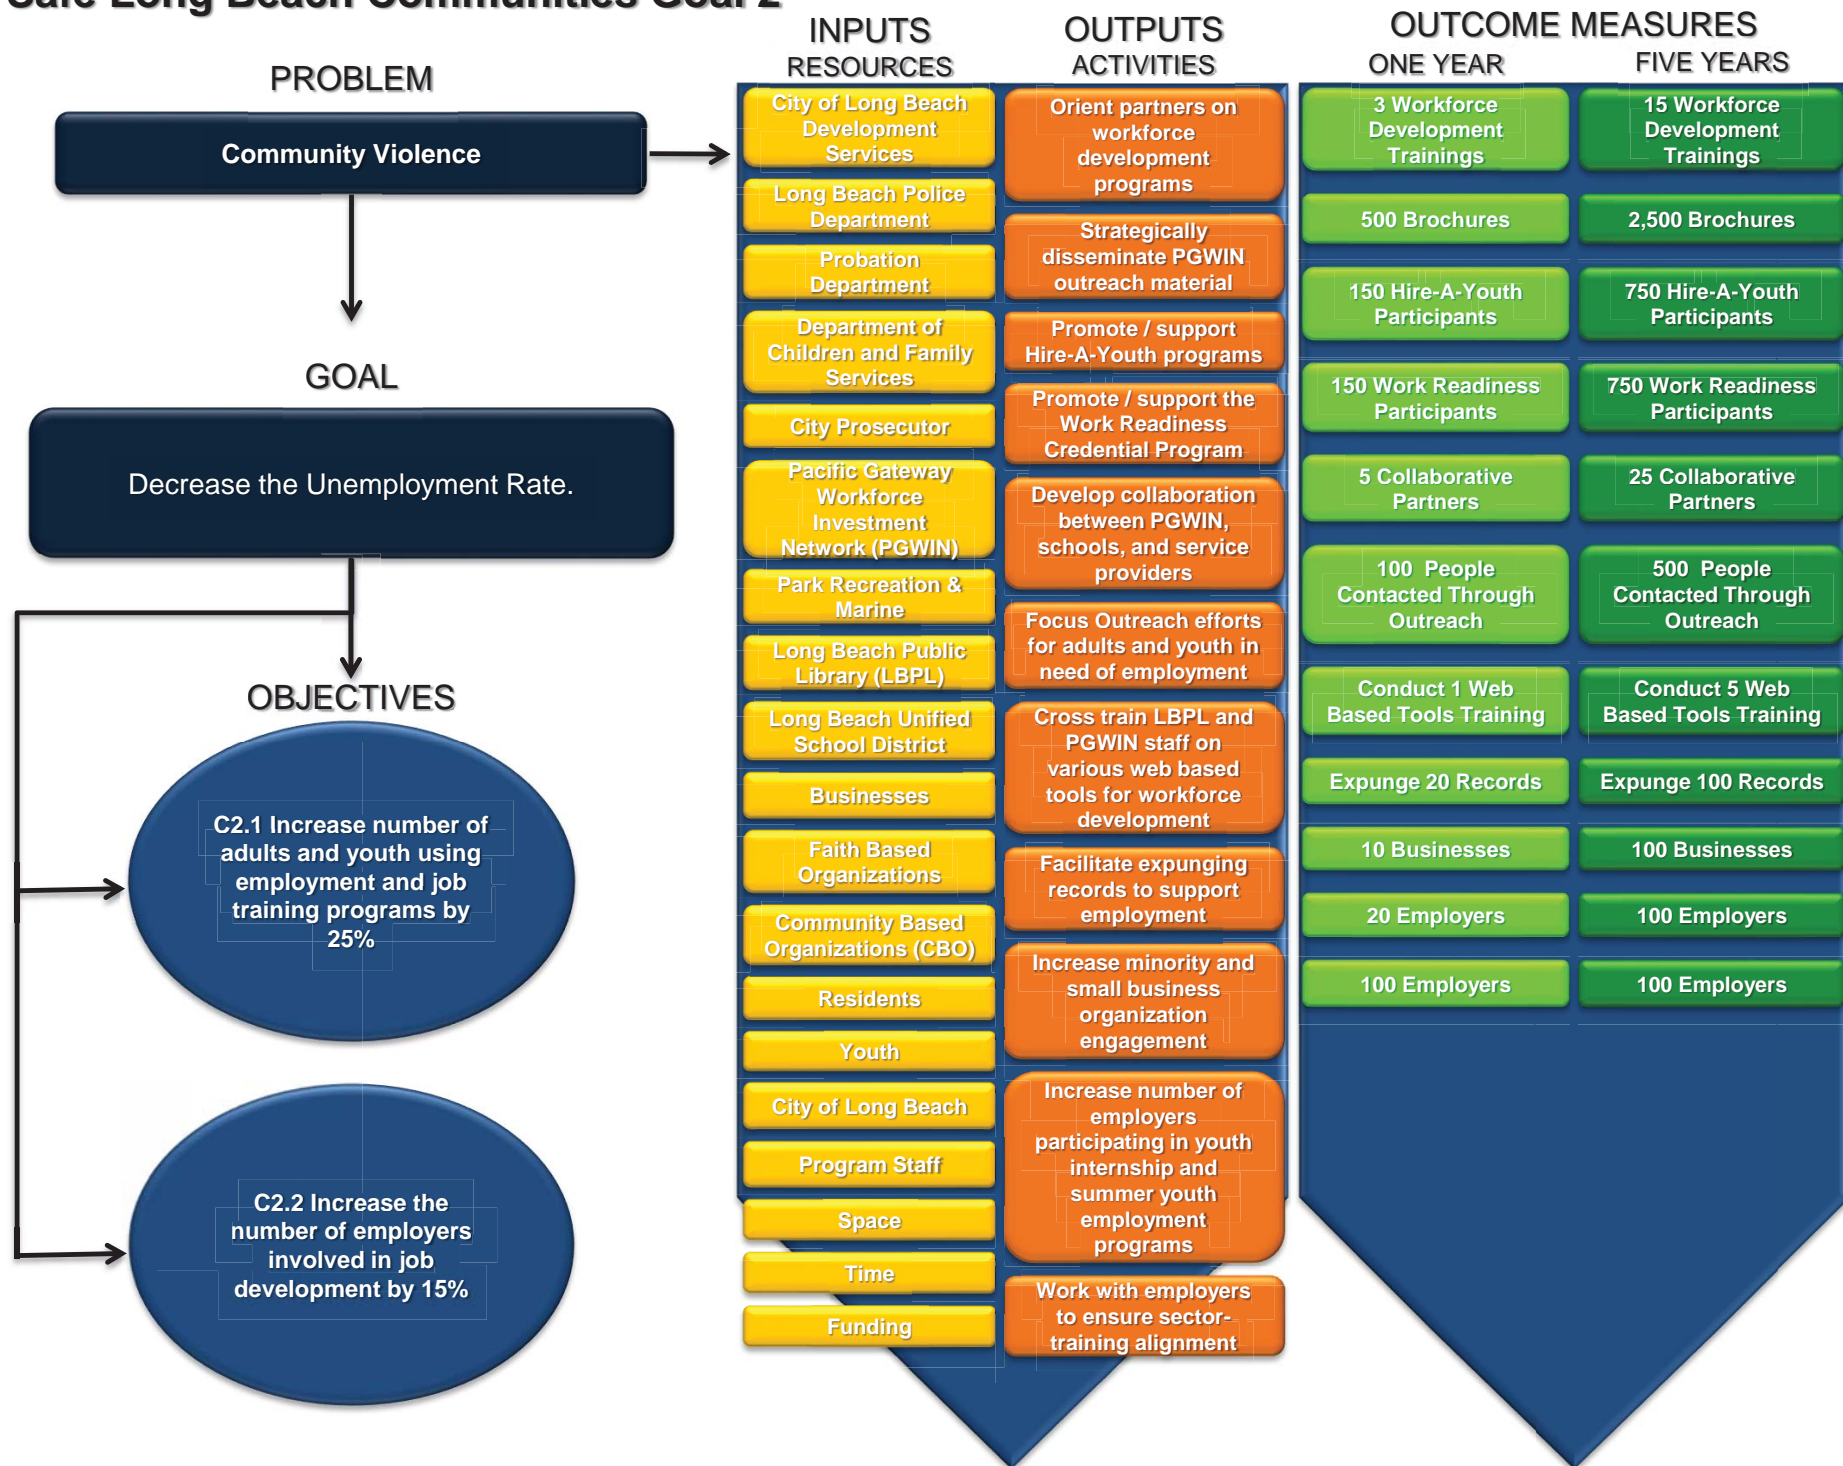 Safe Long Beach Communities Goal 2
PROBLEM
Community Violence
GOAL
Decrease the Unemployment Rate.
OBJECTIVES
C2.1 Increase number of
adults and youth using
employment and job
training programs by
25%
C2.2 Increase the
number of employers
involved in job
development by 15%
INPUTS
RESOURCES
City of Long Beach
Development
Services
Long Beach Police
Department
Probation
Department
Department of
Children and Family
Services
City Prosecutor
Pacific Gateway
Workforce
Investment
Network (PGWIN)
Park Recreation &
Marine
Long Beach Public
Library (LBPL)
Long Beach Unified
School District
Businesses
Faith Based
Organizations
Community Based
Organizations (CBO)
Residents
Youth
City of Long Beach
Program Staff
Space
Time
Funding
OUTPUTS
ACTIVITIES
Orient partners on
workforce
development
programs
Strategically
disseminate PGWIN
outreach material
Promote / support
Hire-A-Youth programs
Promote / support the
Work Readiness
Credential Program
Develop collaboration
between PGWIN,
schools, and service
providers
Focus Outreach efforts
for adults and youth in
need of employment
Cross train LBPL and
PGWIN staff on
various web based
tools for workforce
development
Facilitate expunging
records to support
employment
Increase minority and
small business
organization
engagement
Increase number of
employers
participating in youth
internship and
summer youth
employment
programs
Work with employers
to ensure sector-
training alignment
OUTCOME MEASURES
ONE YEAR
3 Workforce
Development
Trainings
500 Brochures
150 Hire-A-Youth
Participants
150 Work Readiness
Participants
5 Collaborative
Partners
100 People
Contacted Through
Outreach
Conduct 1 Web
Based Tools Training
Expunge 20 Records
10 Businesses
20 Employers
100 Employers
FIVE YEARS
15 Workforce
Development
Trainings
2,500 Brochures
750 Hire-A-Youth
Participants
750 Work Readiness
Participants
25 Collaborative
Partners
500 People
Contacted Through
Outreach
Conduct 5 Web
Based Tools Training
Expunge 100 Records
100 Businesses
100 Employers
100 Employers